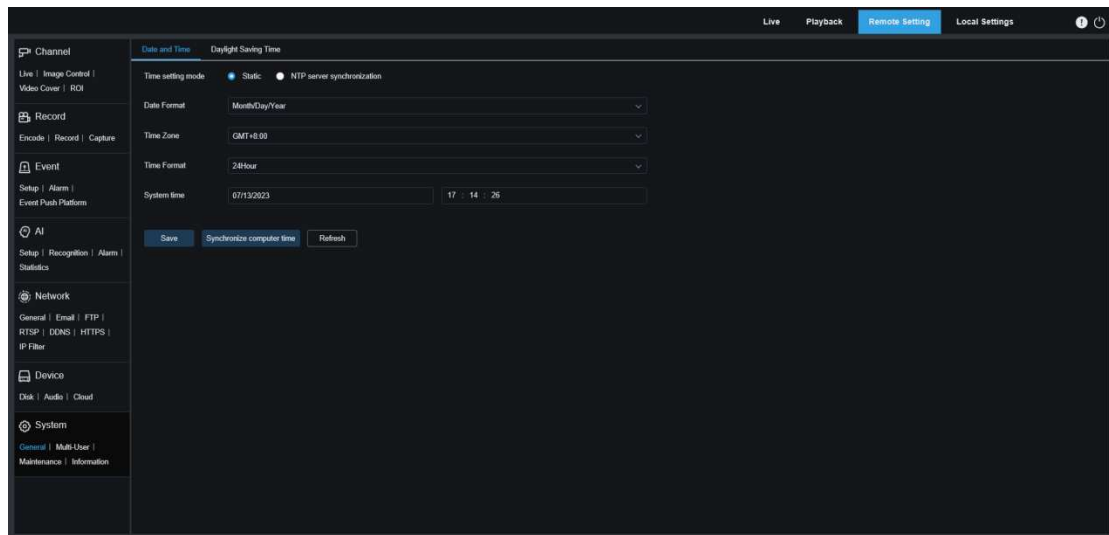 Live Playback Remote Setting Local Settings
Channel
Live | Image Control |
Video Cover | ROI
Record
Encode | Record | Capture
Event
Setup | Alarm |
Event Push Platform
AI
Setup | Recognition | Alarm |
Statistics
Network
General | Email | FTP |
RTSP | DDNS | HTTPS |
IP Filter
Device
Disk | Audio | Cloud
System
General | Multi-User |
Maintenance | Information
Date and Time Daylight Saving Time
Time setting mode Static NTP server synchronization
Date Format Month/Day/Year
Time Zone GMT+8:00
Time Format 24Hour
System time 07/13/2023 17 : 14 : 26
Save Synchronize computer time Refresh